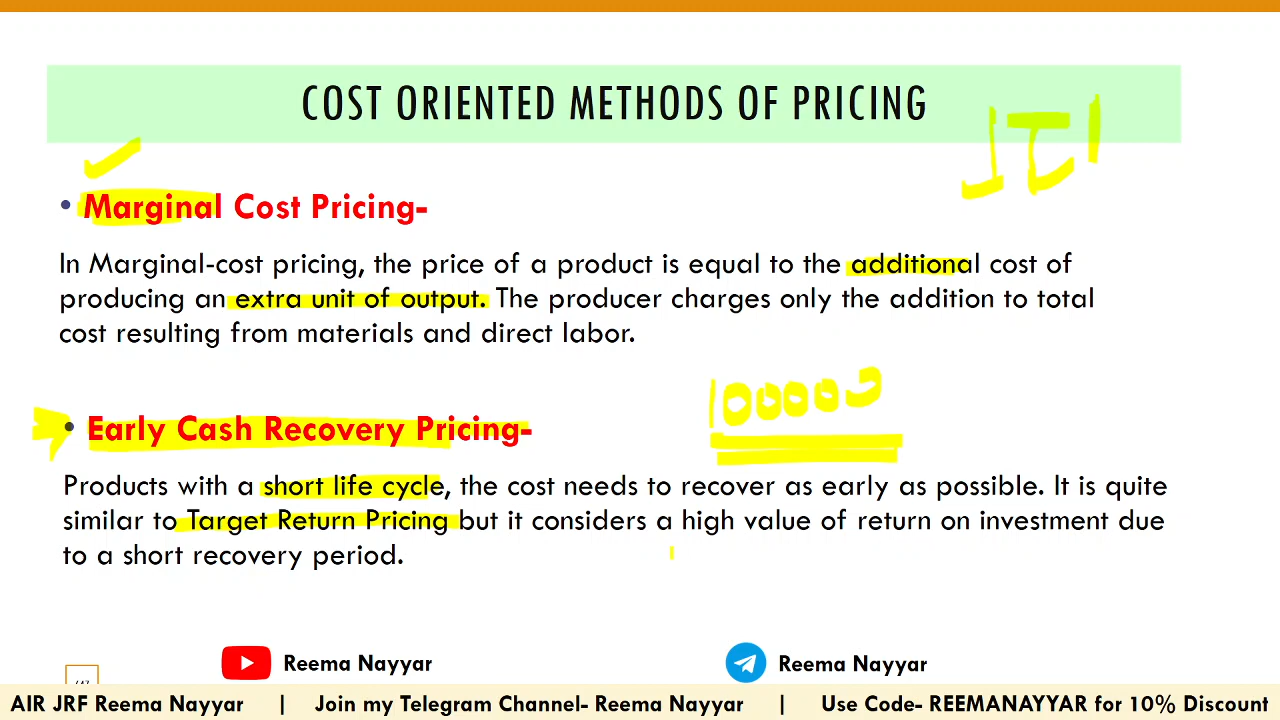 COST ORIENTED METHODS OF PRICING
• Marginal Cost Pricing-
In Marginal-cost pricing, the price of a product is equal to the additional cost of
producing an extra unit of output. The producer charges only the addition to total
cost resulting from materials and direct labor.
100000
• Early Cash Recovery Pricing-
Products with a short life cycle, the cost needs to recover as early as possible. It is quite
similar to Target Return Pricing but it considers a high value of return on investment due
to a short recovery period.
Reema Nayyar
Reema Nayyar
AIR JRF Reema Nayyar | Join my Telegram Channel- Reema Nayyar | Use Code- REEMANAYYAR for 10% Discount